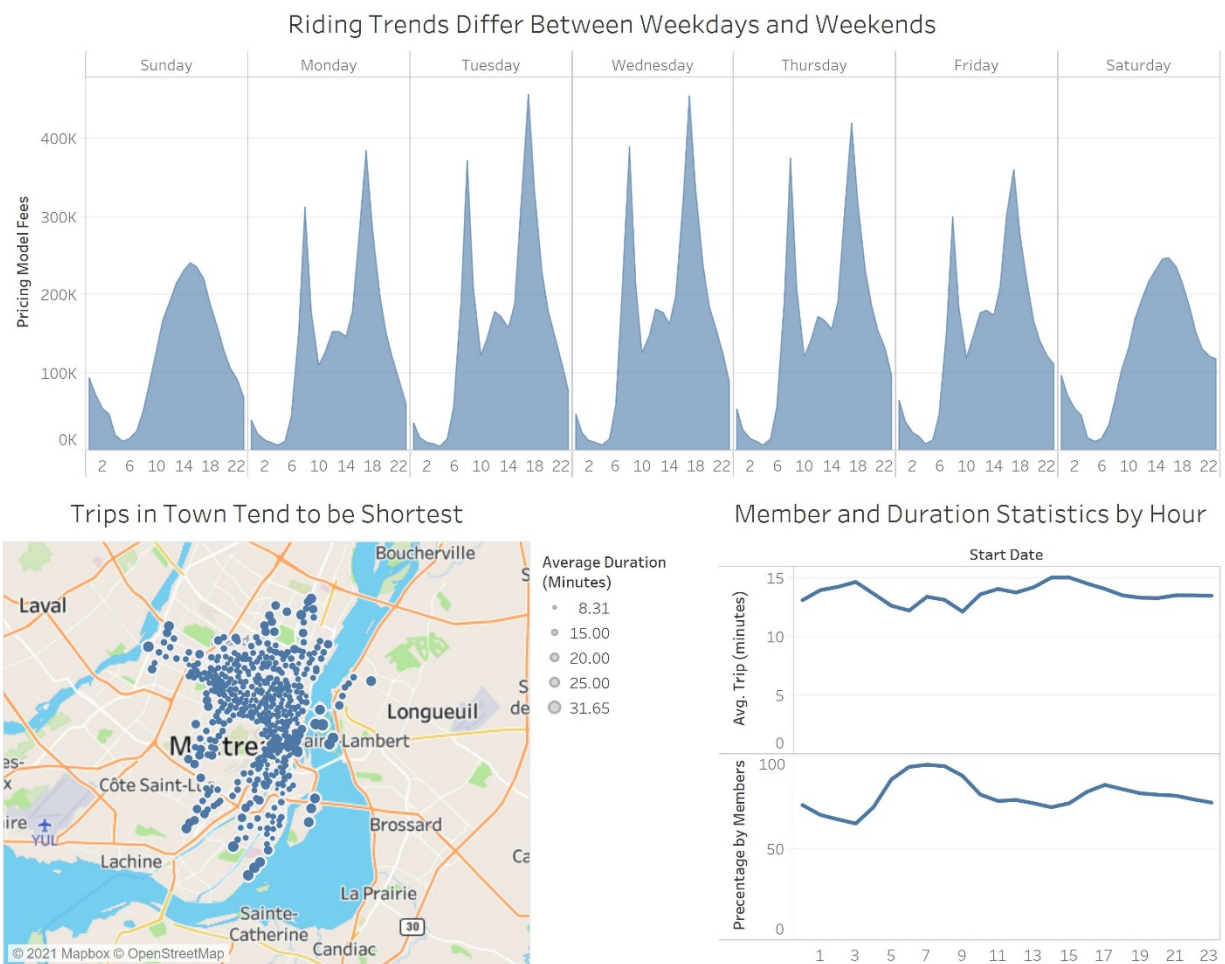 Riding Trends Differ Between Weekdays and Weekends
Sunday Monday Tuesday Wednesday Thursday Friday Saturday
Pricing Model Fees
400K
300K
200K
100K
0K
2 6 10 14 18 22 2 6 10 14 18 22 2 6 10 14 18 22 2 6 10 14 18 22 2 6 10 14 18 22 2 6 10 14 18 22 2 6 10 14 18 22
Trips in Town Tend to be Shortest
Boucherville
Laval
Longueuil
de
Lambert
Côte Saint-Lu
YUL
Brossard
Lachine
La Prairie
Sainte-
Catherine
30
Candiac
© 2021 Mapbox © OpenStreetMap
Average Duration
(Minutes)
8.31
15.00
20.00
25.00
31.65
Member and Duration Statistics by Hour
Start Date
Avg. Trip (minutes)
15
10
5
0
Precentage by Members
100
50
0
1 3 5 7 9 11 13 15 17 19 21 23